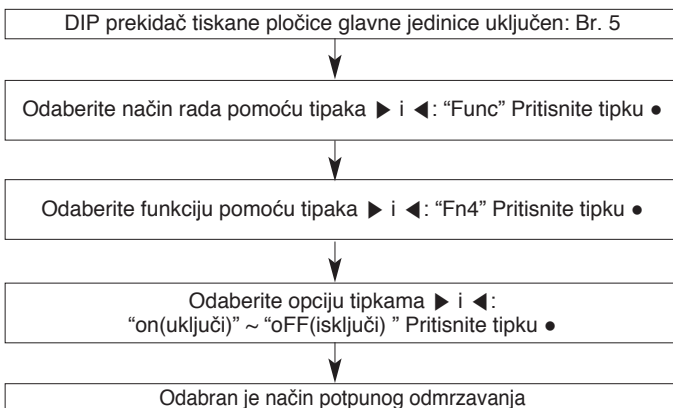 DIP prekidač tiskane pločice glavne jedinice uključen: Br. 5
Odaberite način rada pomoću tipaka ▶ i ◀: “Func” Pritisnite tipku ●
Odaberite funkciju pomoću tipaka ▶ i ◀: “Fn4” Pritisnite tipku ●
Odaberite opciju tipkama ▶ i ◀:
“on(uključi)” ~ “oFF(isključi) ” Pritisnite tipku ●
Odabran je način potpunog odmrzavanja